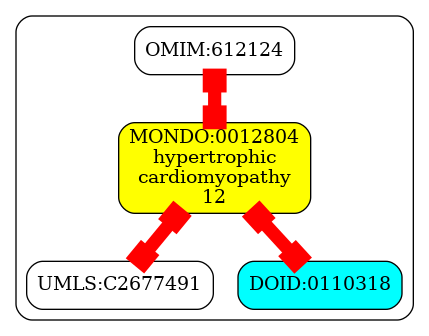 OMIM:612124
MONDO:0012804
hypertrophic
cardiomyopathy
12
UMLS:C2677491
DOID:0110318